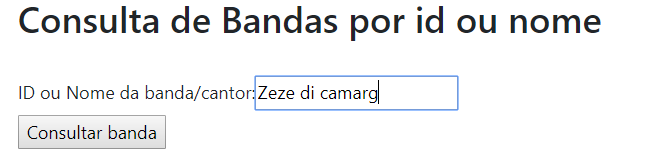 Consulta de Bandas por id ou nome
ID ou Nome da banda/cantor:Zeze di camarg
Consultar banda